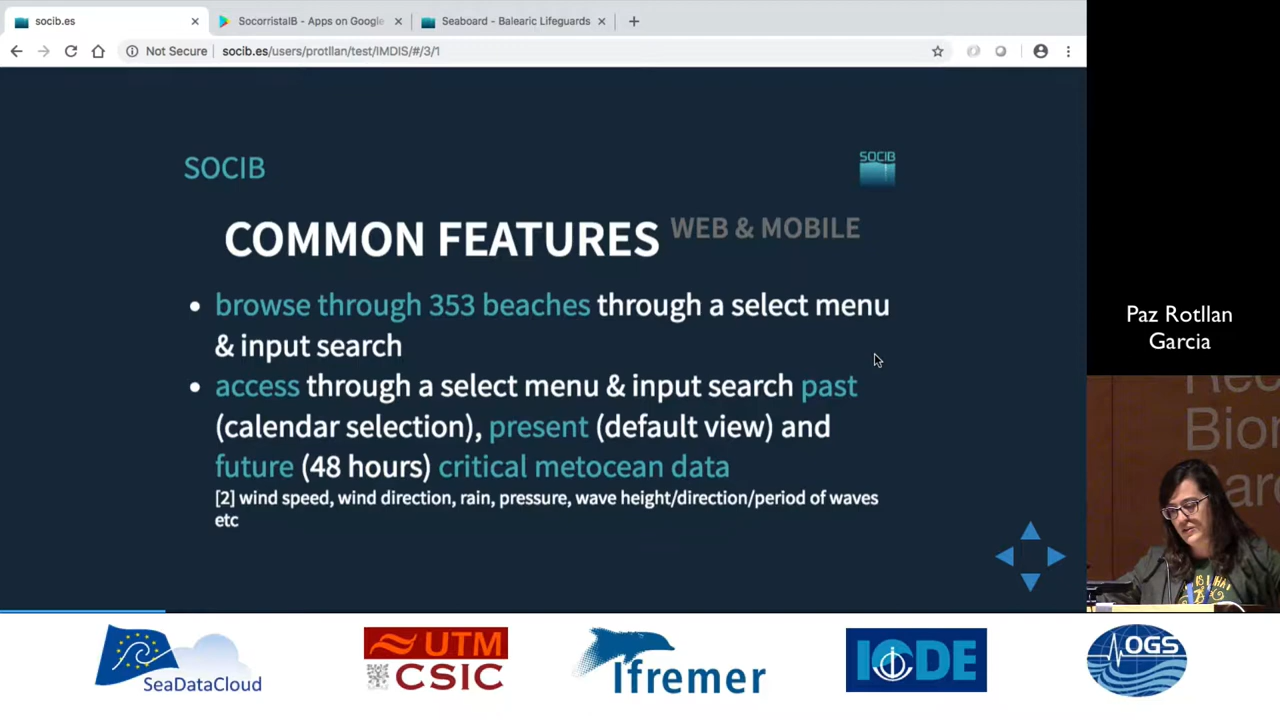 socib.es
SocorristaIB - Apps on Google
Seaboard - Balearic Lifeguards
Not Secure
socib.es/users/protllan/test/IMDIS/#/3/1
SOCIB
SOCIB
COMMON FEATURES WEB & MOBILE
• browse through 353 beaches through a select menu
& input search
• access through a select menu & input search past
(calendar selection), present (default view) and
future (48 hours) critical metocean data
[2] wind speed, wind direction, rain, pressure, wave height/direction/period of waves
etc
Paz Rotllan
Garcia
SeaDataCloud
UTM
CSIC
Ifremer
IODE
OGS